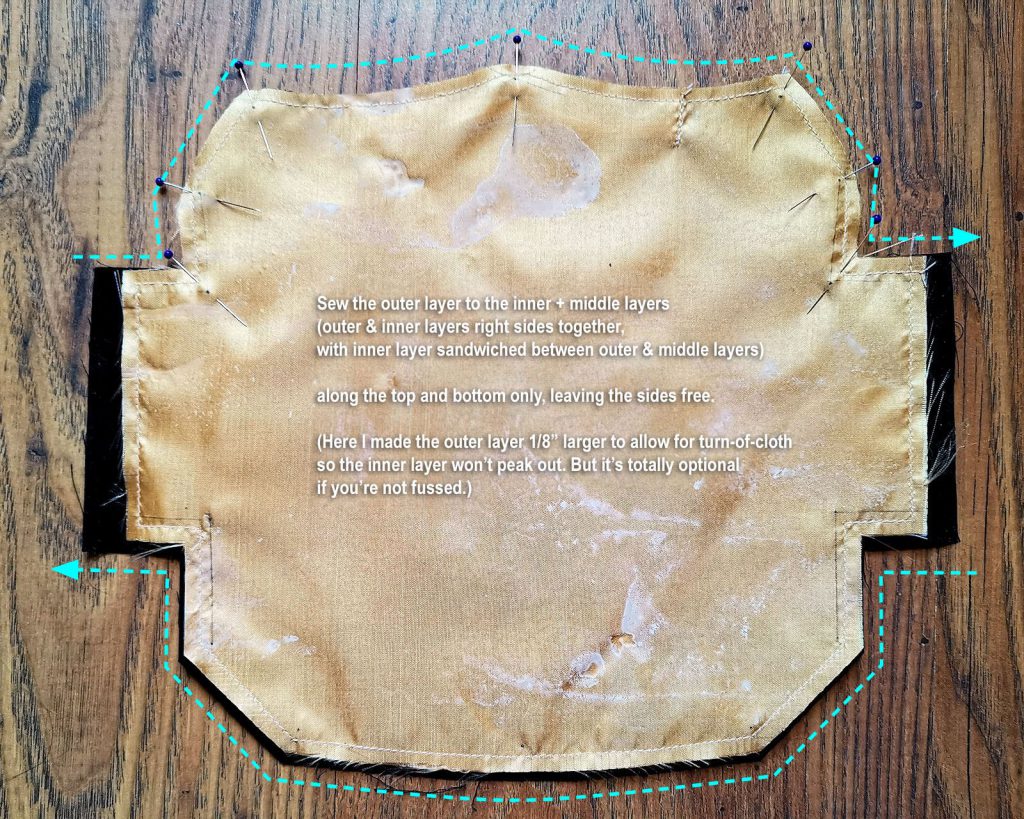 Sew the outer layer to the inner + middle layers
(outer & inner layers right sides together,
with inner layer sandwiched between outer & middle layers)
along the top and bottom only, leaving the sides free.
(Here I made the outer layer 1/8” larger to allow for turn-of-cloth
so the inner layer won’t peak out. But it’s totally optional
if you’re not fussed.)